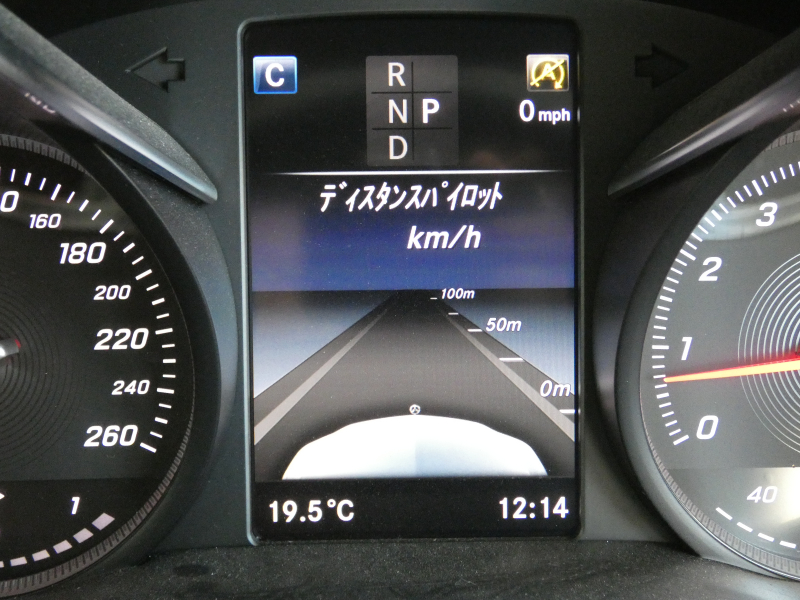 C
R
N P
D
A
0 mph
ﾃﾞｨｽﾀﾝｽﾊﾟｲﾛｯﾄ
km/h
100m
50m
0m
19.5°C
12:14
160
180
200
220
240
260
1
3
2
1
0
40